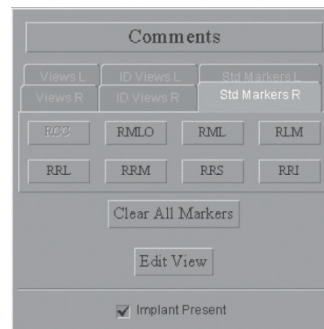 Comments
Views L ID Views L Std Markers L
Views R ID Views R Std Markers R
RCC RMLO RML RLM
RRL RRM RRS RRI
Clear All Markers
Edit View
Implant Present